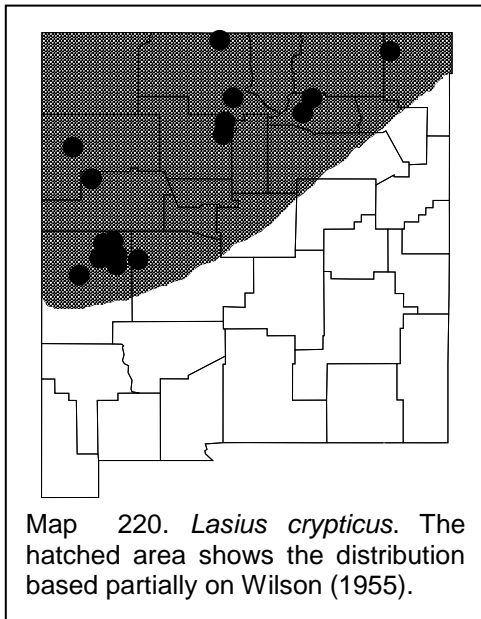 Map 220. Lasius crypticus. The
hatched area shows the distribution
based partially on Wilson (1955).